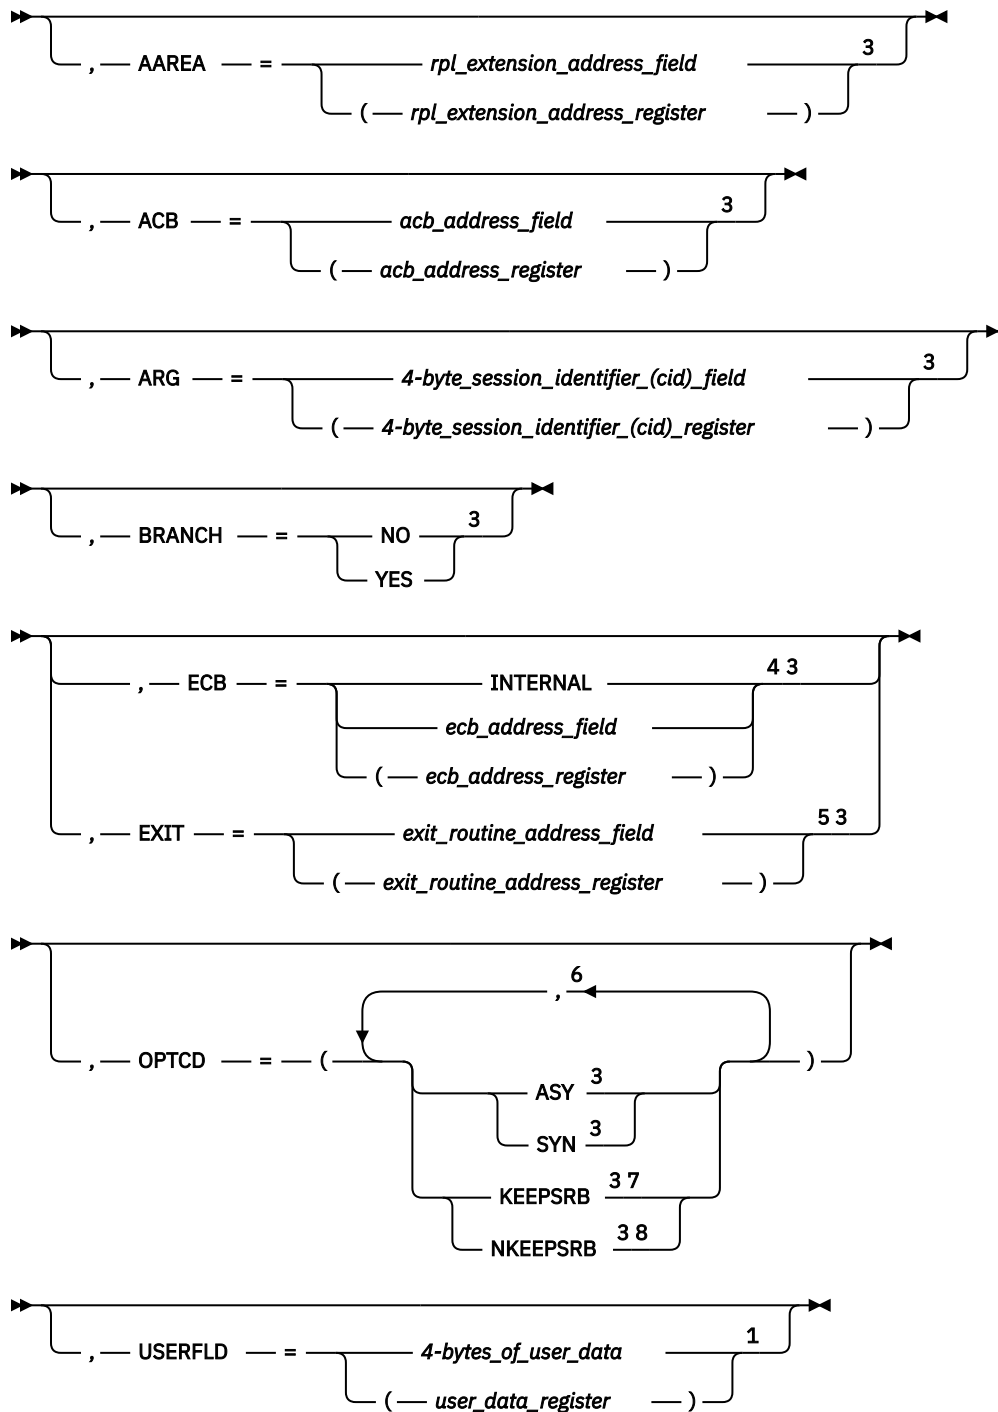 , AAREA = rpl_extension_address_field 3
( rpl_extension_address_register )
, ACB = acb_address_field 3
( acb_address_register )
, ARG = 4-byte_session_identifier_(cid)_field 3
( 4-byte_session_identifier_(cid)_register )
, BRANCH = NO 3
YES
, ECB = INTERNAL 4 3
ecb_address_field
( ecb_address_register )
, EXIT = exit_routine_address_field 5 3
( exit_routine_address_register )
, 6
, OPTCD = ( )
ASY 3
SYN 3
KEEPSRB 3 7
NKEEPSRB 3 8
, USERFLD = 4-bytes_of_user_data 1
( user_data_register )